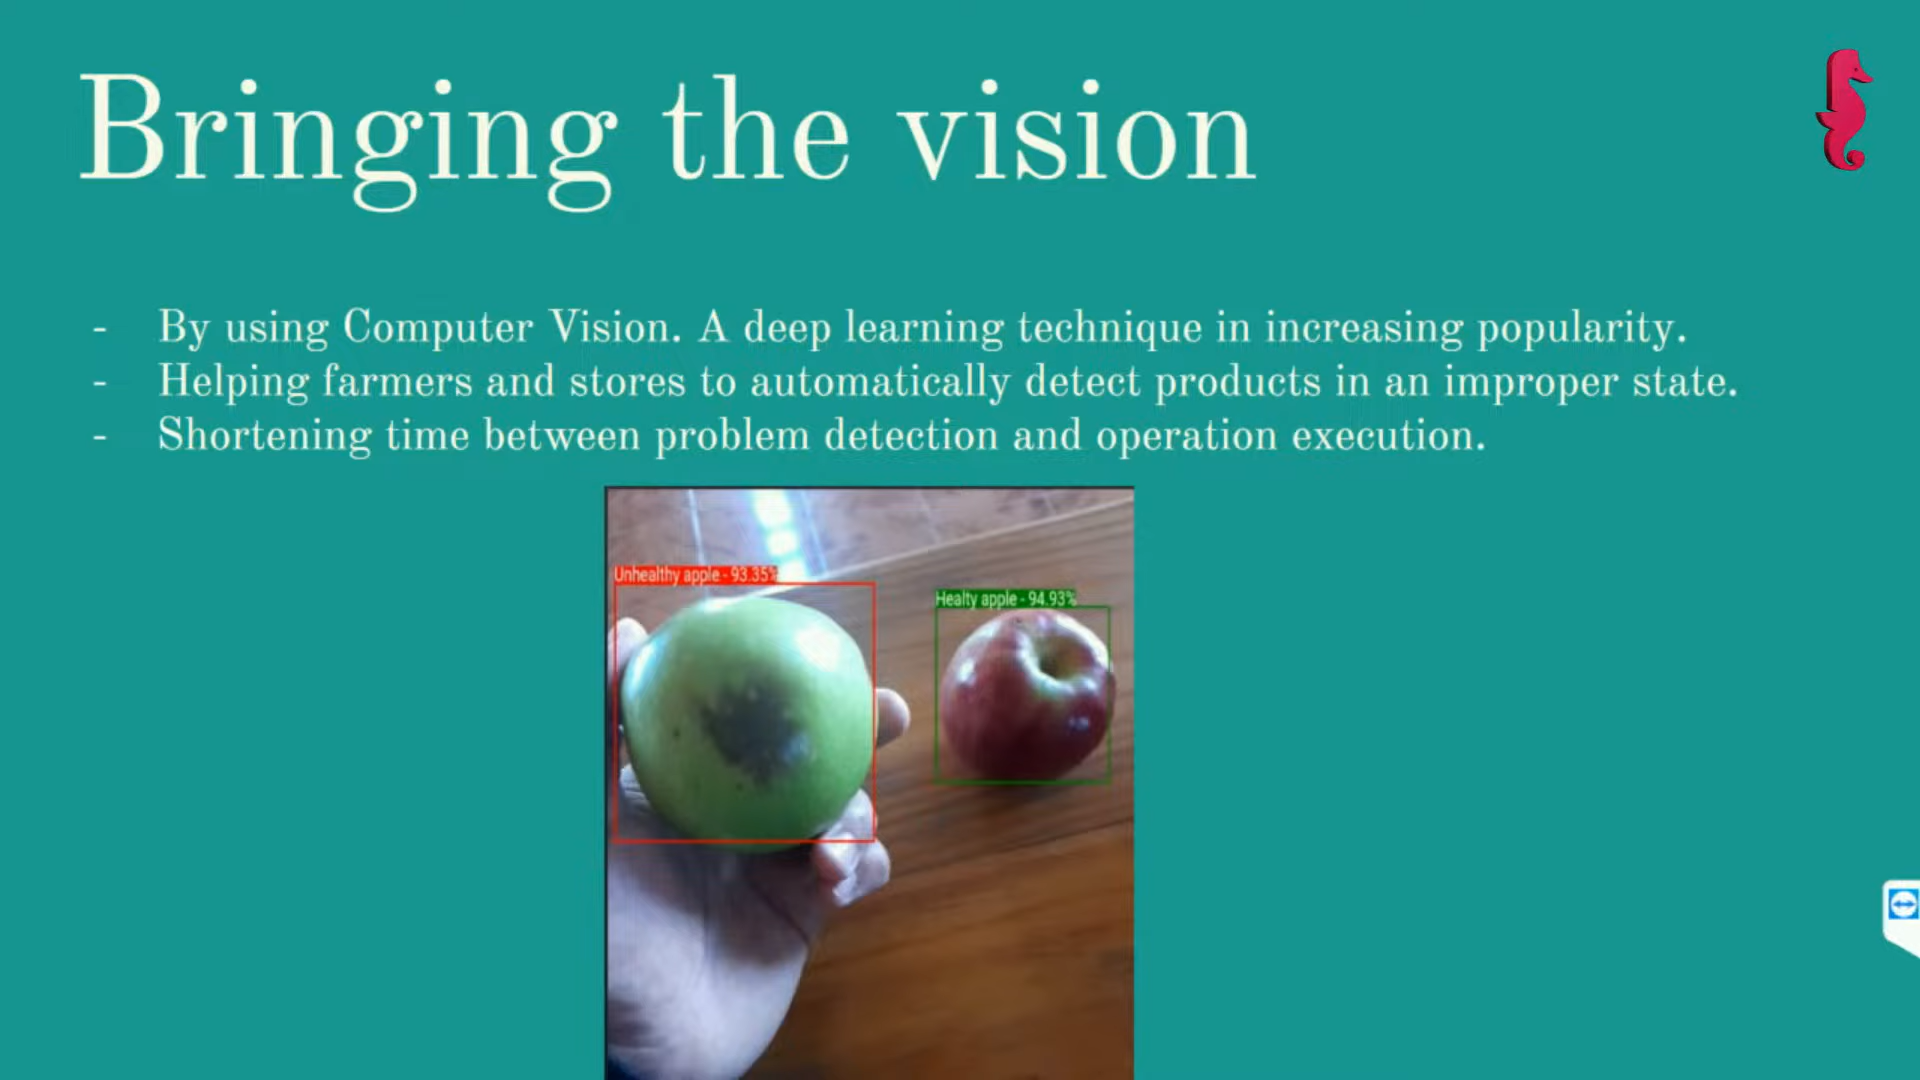 Bringing the vision
- By using Computer Vision. A deep learning technique in increasing popularity.
- Helping farmers and stores to automatically detect products in an improper state.
- Shortening time between problem detection and operation execution.
Unhealthy apple - 93.35%
Healty apple - 94.93%